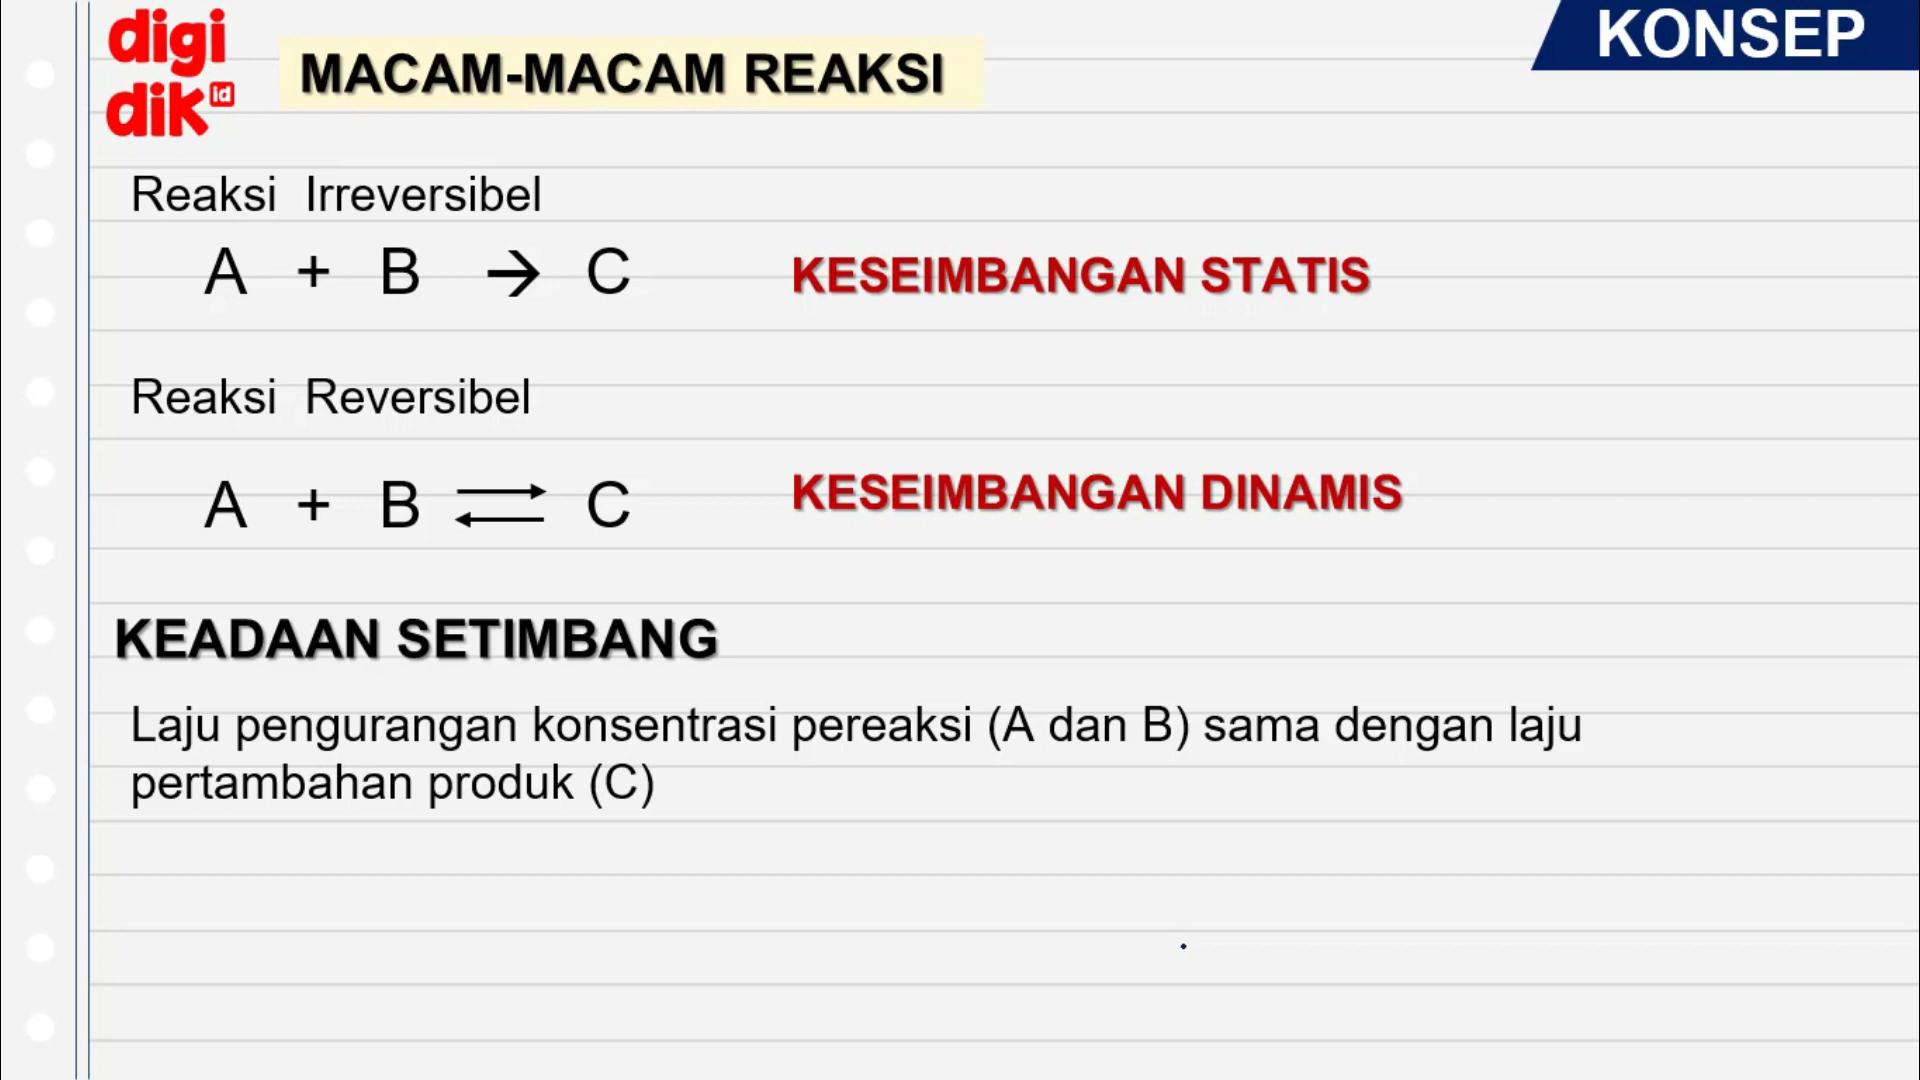 digi
dik id
MACAM-MACAM REAKSI
KONSEP
Reaksi Irreversibel
A + B → C
KESEIMBANGAN STATIS
Reaksi Reversibel
A + B ⇄ C
KESEIMBANGAN DINAMIS
KEADAAN SETIMBANG
Laju pengurangan konsentrasi pereaksi (A dan B) sama dengan laju
pertambahan produk (C)